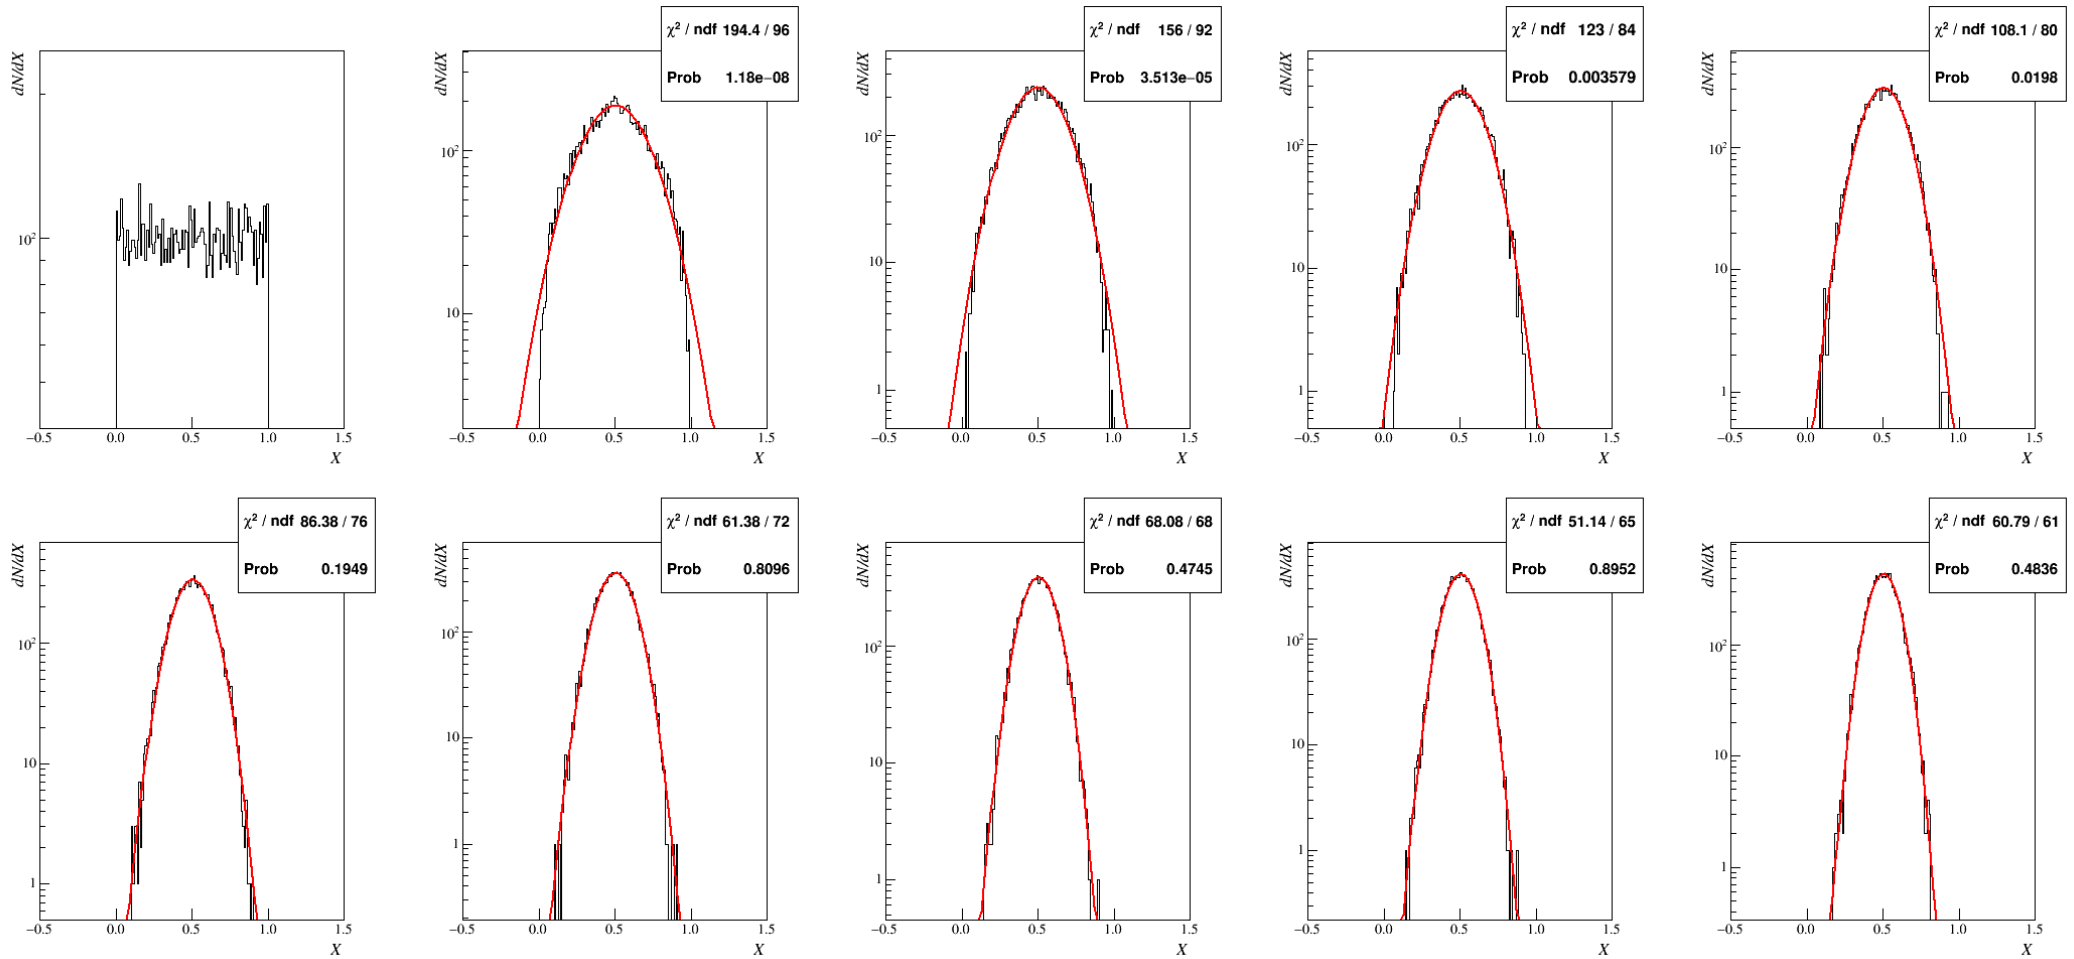 dN/dX
10²
−0.5 0.0 0.5 1.0 1.5
X
χ² / ndf 194.4 / 96
Prob 1.18e−08
dN/dX
10²
10
−0.5 0.0 0.5 1.0 1.5
X
χ² / ndf 156 / 92
Prob 3.513e−05
dN/dX
10²
10
1
−0.5 0.0 0.5 1.0 1.5
X
χ² / ndf 123 / 84
Prob 0.003579
dN/dX
10²
10
1
−0.5 0.0 0.5 1.0 1.5
X
χ² / ndf 108.1 / 80
Prob 0.0198
dN/dX
10²
10
1
−0.5 0.0 0.5 1.0 1.5
X
χ² / ndf 86.38 / 76
Prob 0.1949
dN/dX
10²
10
1
−0.5 0.0 0.5 1.0 1.5
X
χ² / ndf 61.38 / 72
Prob 0.8096
dN/dX
10²
10
1
−0.5 0.0 0.5 1.0 1.5
X
χ² / ndf 68.08 / 68
Prob 0.4745
dN/dX
10²
10
1
−0.5 0.0 0.5 1.0 1.5
X
χ² / ndf 51.14 / 65
Prob 0.8952
dN/dX
10²
10
1
−0.5 0.0 0.5 1.0 1.5
X
χ² / ndf 60.79 / 61
Prob 0.4836
dN/dX
10²
10
1
−0.5 0.0 0.5 1.0 1.5
X